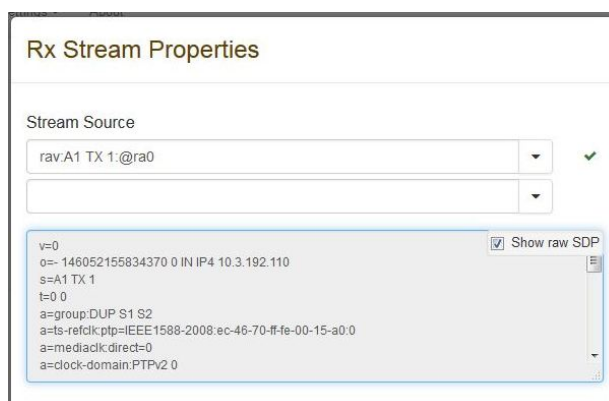 Rx Stream Properties
Stream Source
rav:A1 TX 1:@ra0
Show raw SDP
v=0
o=- 146052155834370 0 IN IP4 10.3.192.110
s=A1 TX 1
t=0 0
a=group:DUP S1 S2
a=ts-refclk:ptp=IEEE1588-2008:ec-46-70-ff-fe-00-15-a0:0
a=mediaclk:direct=0
a=clock-domain:PTPv2 0